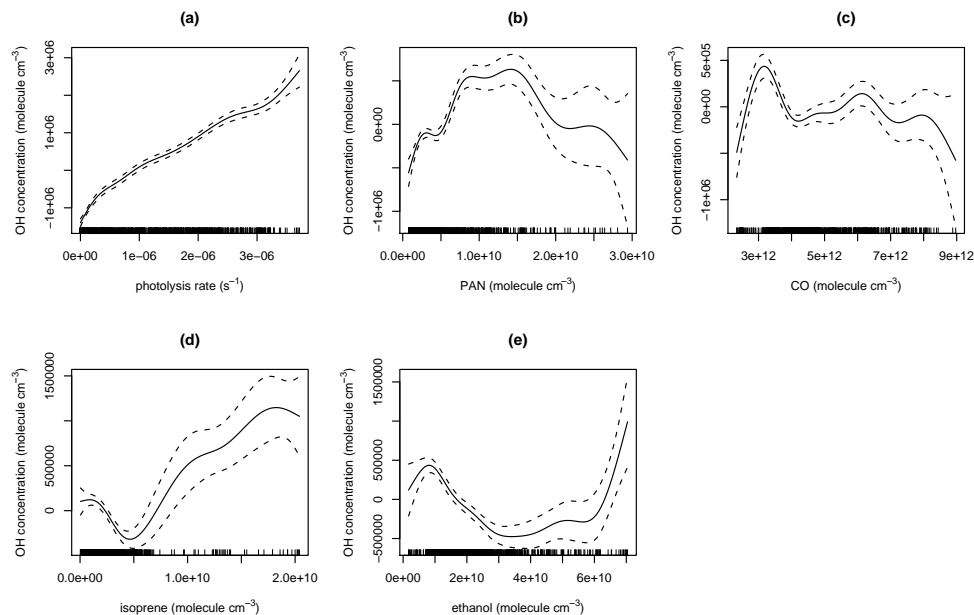 (a)
OH concentration (molecule cm⁻³)
3e+06
1e+06
−1e+06
0e+00 1e−06 2e−06 3e−06
photolysis rate (s⁻¹)
(b)
OH concentration (molecule cm⁻³)
0e+00
−1e+06
0.0e+00 1.0e+10 2.0e+10 3.0e+10
PAN (molecule cm⁻³)
(c)
OH concentration (molecule cm⁻³)
5e+05
0e+00
−1e+06
3e+12 5e+12 7e+12 9e+12
CO (molecule cm⁻³)
(d)
OH concentration (molecule cm⁻³)
1500000
500000
0
0.0e+00 1.0e+10 2.0e+10
isoprene (molecule cm⁻³)
(e)
OH concentration (molecule cm⁻³)
1500000
500000
0
−500000
0e+00 2e+10 4e+10 6e+10
ethanol (molecule cm⁻³)